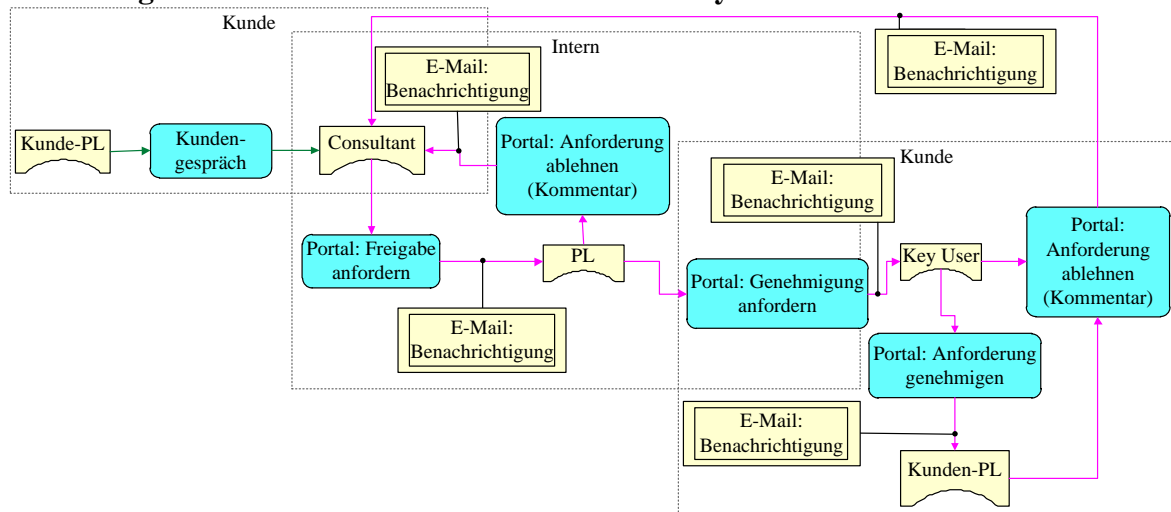 Kunde
Intern
E-Mail:
Benachrichtigung
E-Mail:
Benachrichtigung
Kunde-PL
Kunden-
gespräch
Consultant
Portal: Anforderung
ablehnen
(Kommentar)
Kunde
E-Mail:
Benachrichtigung
Portal: Freigabe
anfordern
PL
Portal: Genehmigung
anfordern
Key User
Portal:
Anforderung
ablehnen
(Kommentar)
E-Mail:
Benachrichtigung
Portal: Anforderung
genehmigen
E-Mail:
Benachrichtigung
Kunden-PL